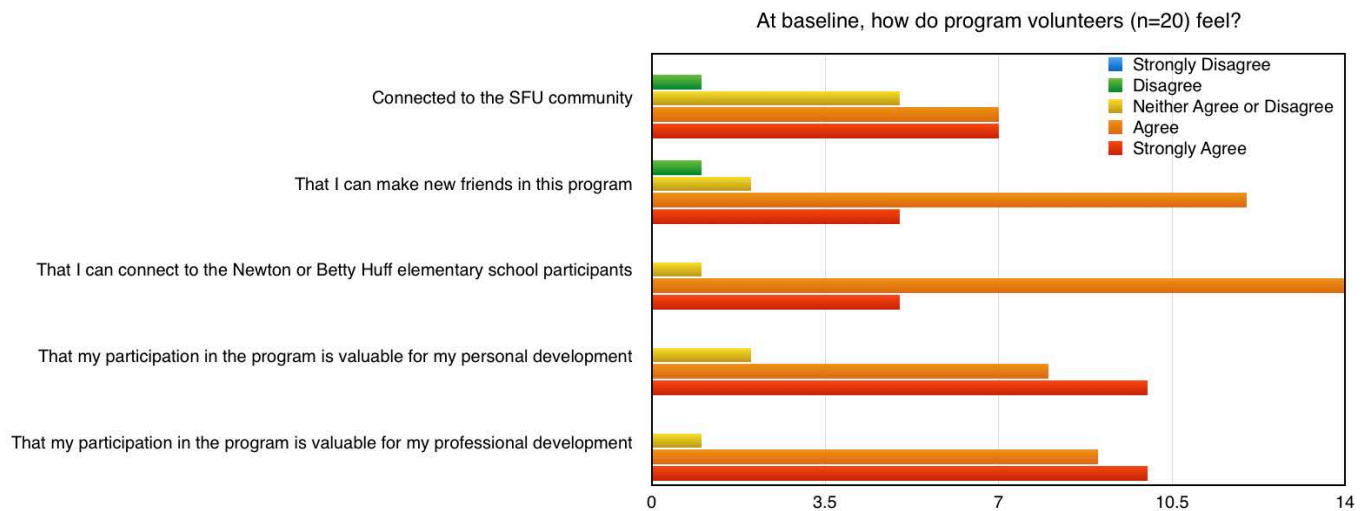 At baseline, how do program volunteers (n=20) feel?
Strongly Disagree
Disagree
Neither Agree or Disagree
Agree
Strongly Agree
Connected to the SFU community
That I can make new friends in this program
That I can connect to the Newton or Betty Huff elementary school participants
That my participation in the program is valuable for my personal development
That my participation in the program is valuable for my professional development
0 3.5 7 10.5 14